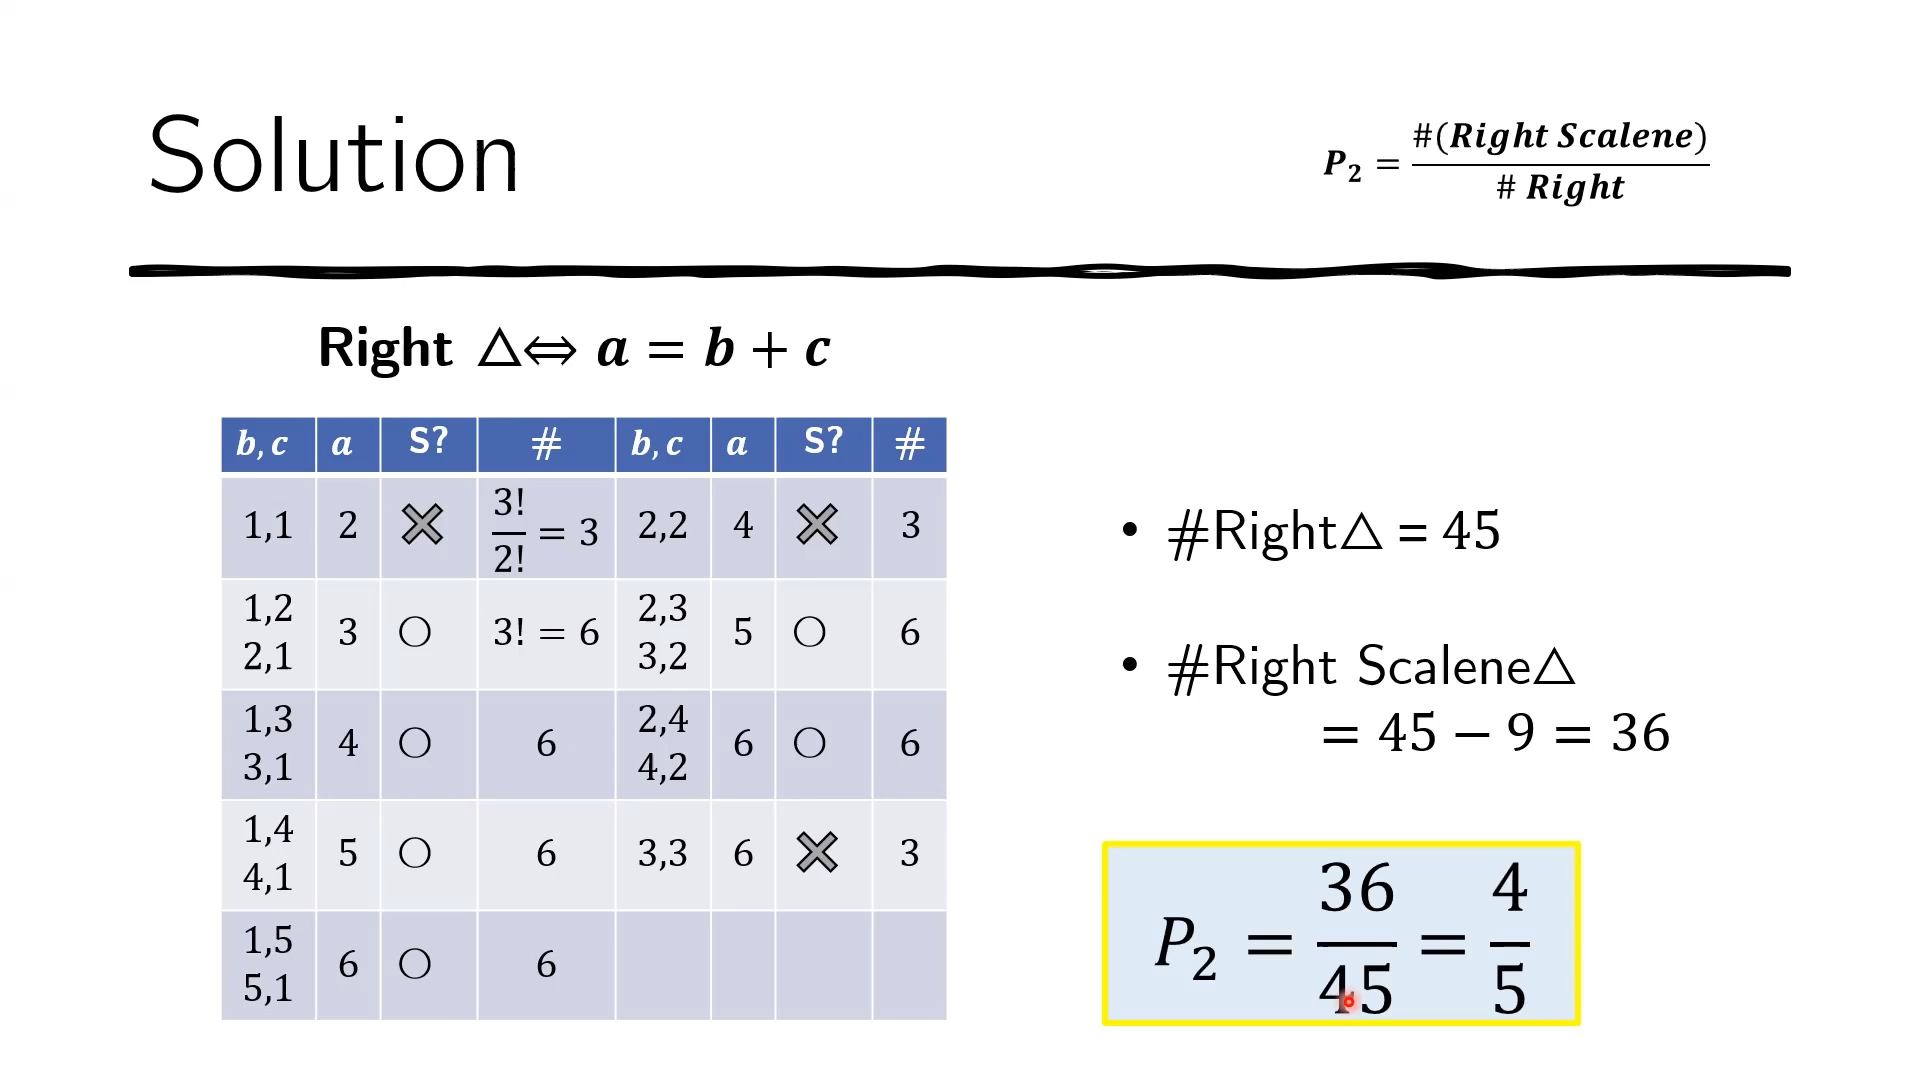 Solution
P₂ = #(Right Scalene) / # Right
Right △⇔ a = b + c
b, c | a | S? | # | b, c | a | S? | #
1,1 | 2 | ✕ | 3!/2! = 3 | 2,2 | 4 | ✕ | 3
1,2 2,1 | 3 | ○ | 3! = 6 | 2,3 3,2 | 5 | ○ | 6
1,3 3,1 | 4 | ○ | 6 | 2,4 4,2 | 6 | ○ | 6
1,4 4,1 | 5 | ○ | 6 | 3,3 | 6 | ✕ | 3
1,5 5,1 | 6 | ○ | 6
• #Right△ = 45
• #Right Scalene△
= 45 − 9 = 36
P₂ = 36/45 = 4/5